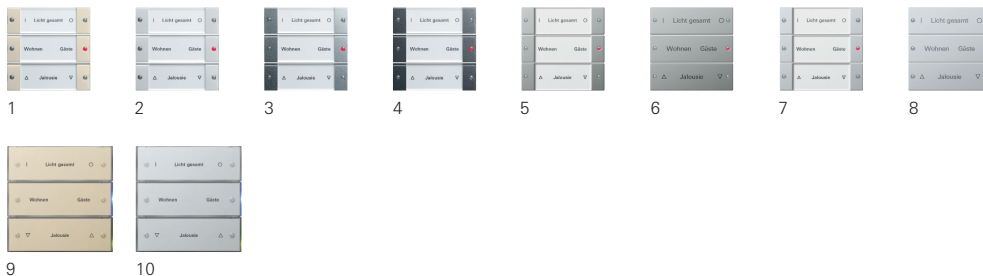 | Licht gesamt O
Wohnen Gäste
△ Jalousie ▽
1
| Licht gesamt O
Wohnen Gäste
△ Jalousie ▽
2
| Licht gesamt O
Wohnen Gäste
△ Jalousie ▽
3
| Licht gesamt O
Wohnen Gäste
△ Jalousie ▽
4
| Licht gesamt O
Wohnen Gäste
△ Jalousie ▽
5
| Licht gesamt O
Wohnen Gäste
△ Jalousie ▽
6
| Licht gesamt O
Wohnen Gäste
△ Jalousie ▽
7
| Licht gesamt O
Wohnen Gäste
△ Jalousie ▽
8
| Licht gesamt O
Wohnen Gäste
▽ Jalousie △
9
| Licht gesamt O
Wohnen Gäste
▽ Jalousie △
10